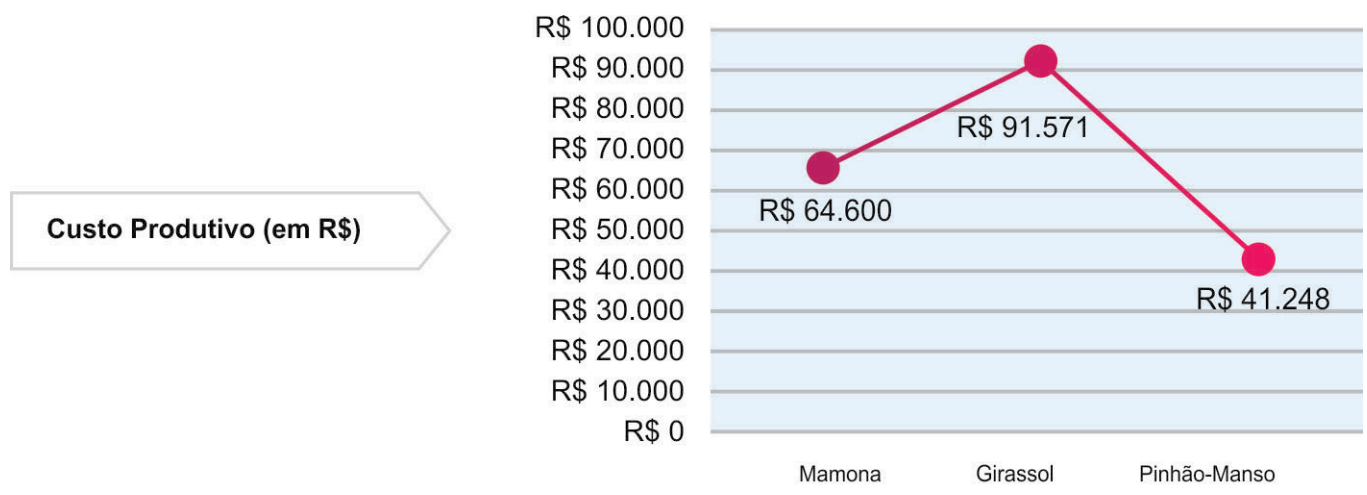 Custo Produtivo (em R$)
R$ 100.000
R$ 90.000
R$ 80.000
R$ 70.000
R$ 60.000
R$ 50.000
R$ 40.000
R$ 30.000
R$ 20.000
R$ 10.000
R$ 0
R$ 64.600
R$ 91.571
R$ 41.248
Mamona
Girassol
Pinhão-Manso